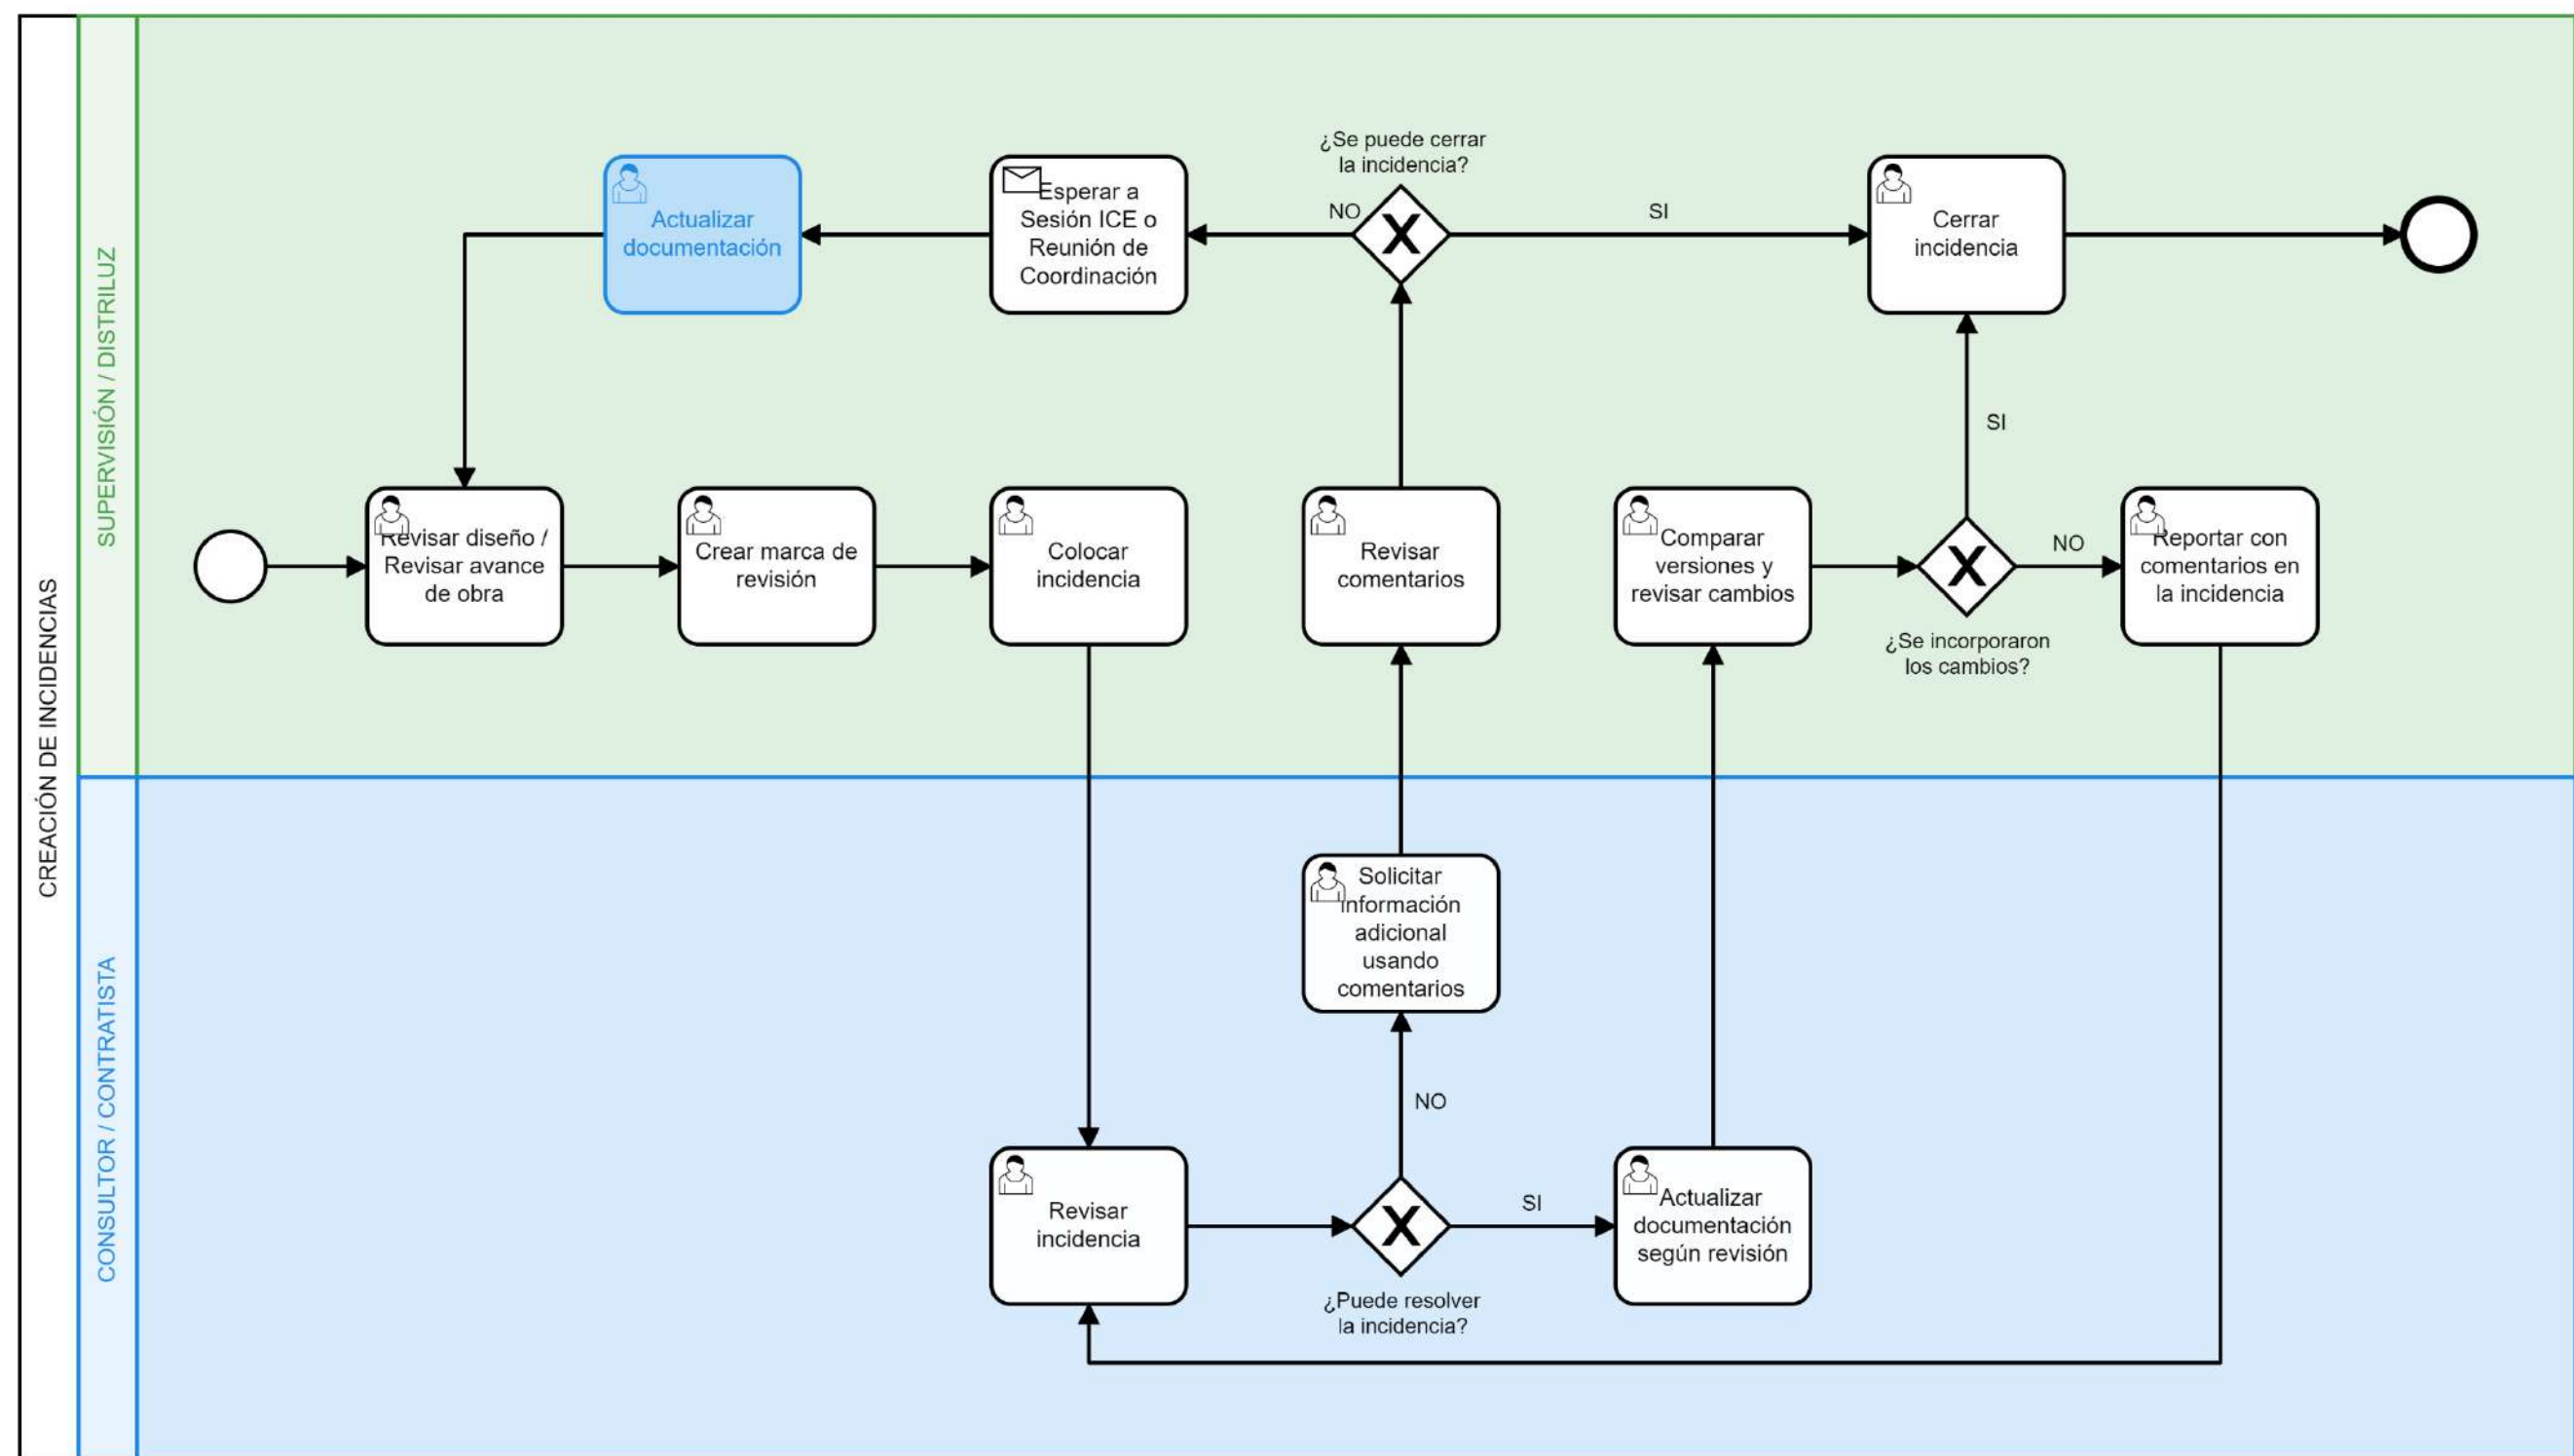 CREACIÓN DE INCIDENCIAS
SUPERVISIÓN / DISTRILUZ
Actualizar
documentación
Esperar a
Sesión ICE o
Reunión de
Coordinación
¿Se puede cerrar
la incidencia?
NO
SI
Cerrar
incidencia
Revisar diseño /
Revisar avance
de obra
Crear marca de
revisión
Colocar
incidencia
Revisar
comentarios
Comparar
versiones y
revisar cambios
SI
¿Se incorporaron
los cambios?
NO
Reportar con
comentarios en
la incidencia
CONSULTOR / CONTRATISTA
Solicitar
información
adicional
usando
comentarios
NO
Revisar
incidencia
¿Puede resolver
la incidencia?
SI
Actualizar
documentación
según revisión